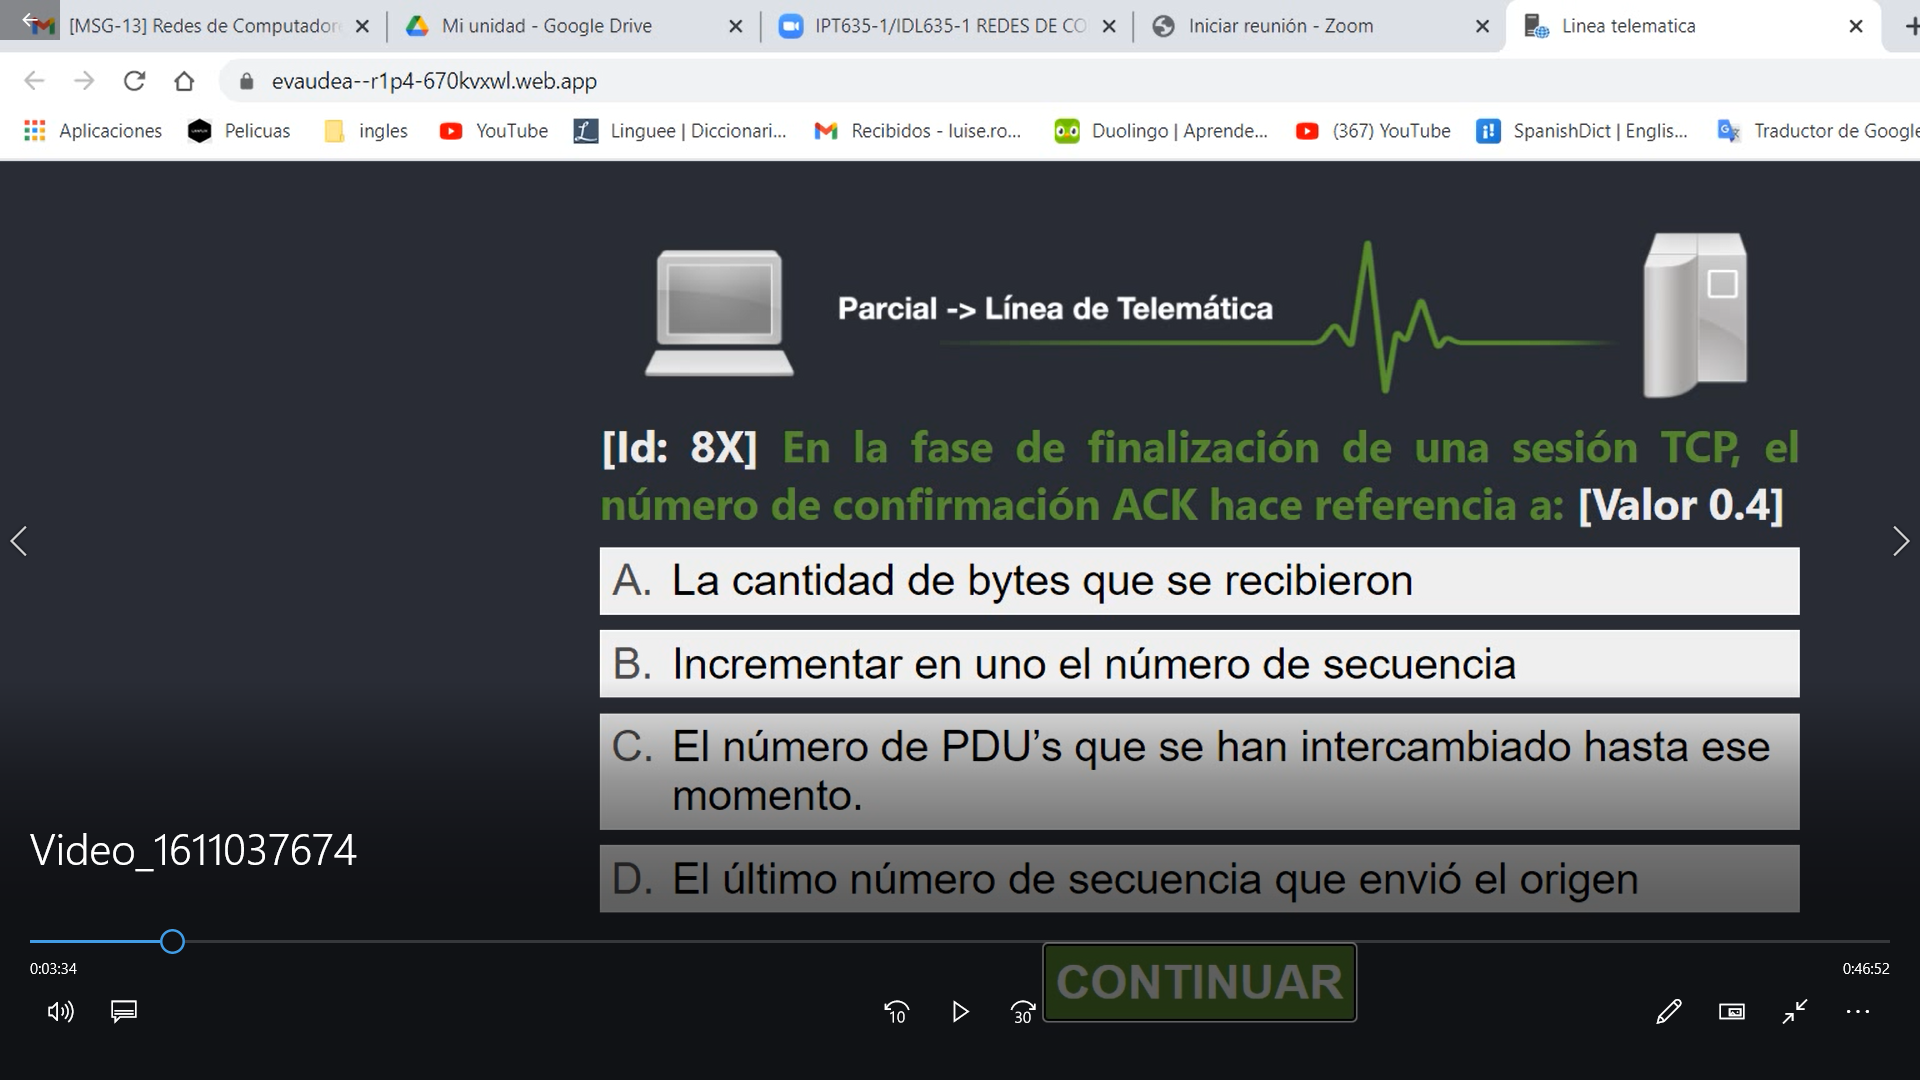 [MSG-13] Redes de Computador
Mi unidad - Google Drive
IPT635-1/IDL635-1 REDES DE CO
Iniciar reunión - Zoom
Linea telematica
evaudea--r1p4-670kvxwl.web.app
Aplicaciones
Pelicuas
ingles
YouTube
Linguee | Diccionari...
Recibidos - luise.ro...
Duolingo | Aprende...
(367) YouTube
SpanishDict | Englis...
Traductor de Google
Parcial -> Línea de Telemática
[Id: 8X] En la fase de finalización de una sesión TCP, el
número de confirmación ACK hace referencia a: [Valor 0.4]
A. La cantidad de bytes que se recibieron
B. Incrementar en uno el número de secuencia
C. El número de PDU’s que se han intercambiado hasta ese
momento.
D. El último número de secuencia que envió el origen
Video_1611037674
0:03:34
0:46:52
CONTINUAR
10
30